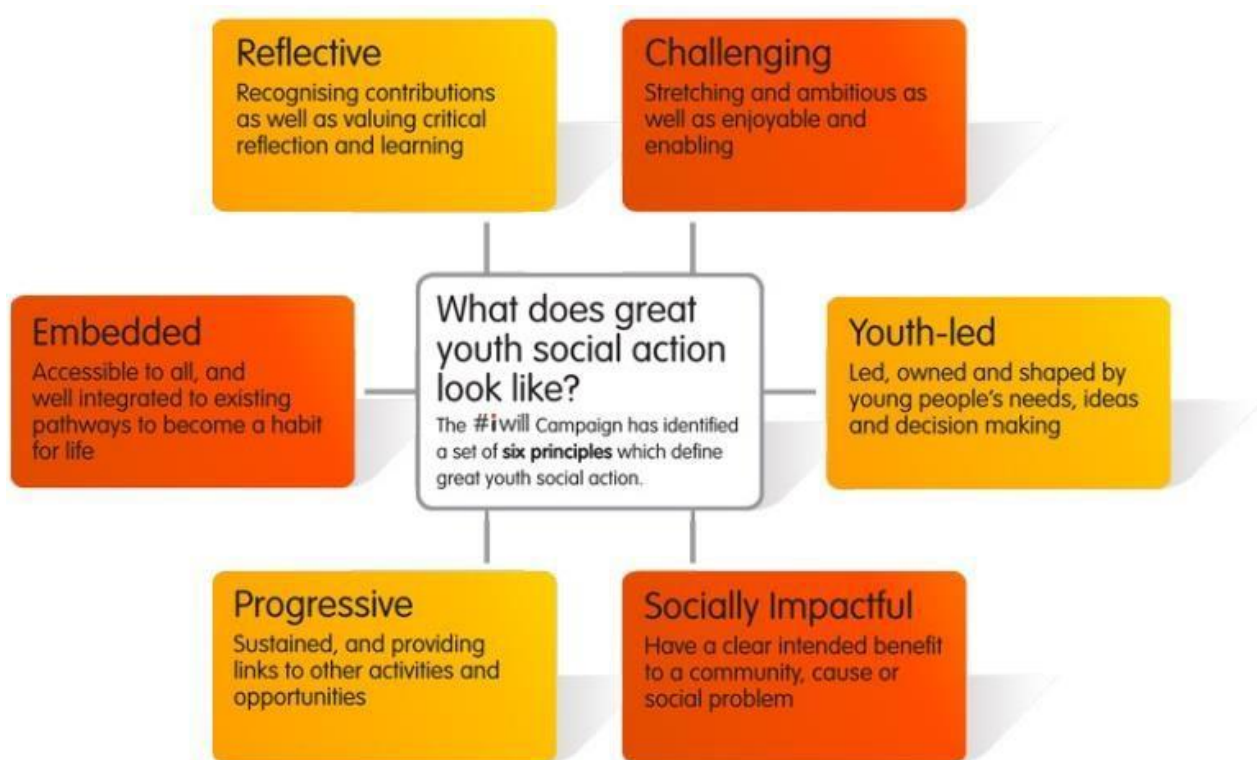 Reflective
Recognising contributions
as well as valuing critical
reflection and learning
Challenging
Stretching and ambitious as
well as enjoyable and
enabling
Embedded
Accessible to all, and
well integrated to existing
pathways to become a habit
for life
What does great
youth social action
look like?
The #iwill Campaign has identified
a set of six principles which define
great youth social action.
Youth-led
Led, owned and shaped by
young people's needs, ideas
and decision making
Progressive
Sustained, and providing
links to other activities and
opportunities
Socially Impactful
Have a clear intended benefit
to a community, cause or
social problem